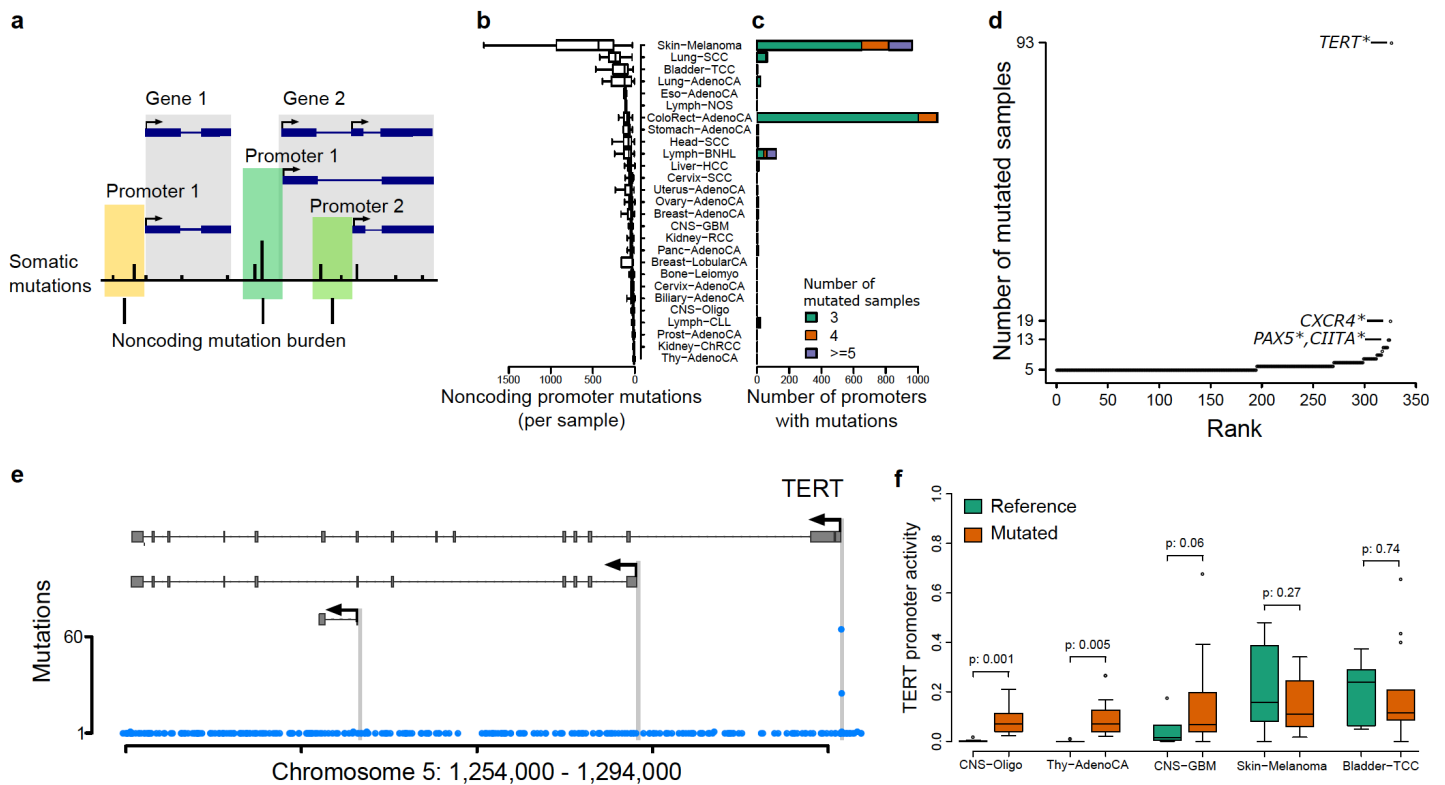 a
Gene 1
Gene 2
Promoter 1
Promoter 1
Promoter 2
Somatic
mutations
Noncoding mutation burden
b
Skin−Melanoma
Lung−SCC
Bladder−TCC
Lung−AdenoCA
Eso−AdenoCA
Lymph−NOS
ColoRect−AdenoCA
Stomach−AdenoCA
Head−SCC
Lymph−BNHL
Liver−HCC
Cervix−SCC
Uterus−AdenoCA
Ovary−AdenoCA
Breast−AdenoCA
CNS−GBM
Kidney−RCC
Panc−AdenoCA
Breast−LobularCA
Bone−Leiomyo
Cervix−AdenoCA
Biliary−AdenoCA
CNS−Oligo
Lymph−CLL
Prost−AdenoCA
Kidney−ChRCC
Thy−AdenoCA
1500 1000 500 0
Noncoding promoter mutations
(per sample)
c
Number of
mutated samples
3
4
>=5
0 200 400 600 800 1000
Number of promoters
with mutations
d
Number of mutated samples
93
19
13
5
TERT*
CXCR4*
PAX5*,CIITA*
0 50 100 150 200 250 300 350
Rank
e
TERT
Mutations
60
1
Chromosome 5: 1,254,000 - 1,294,000
f
Reference
Mutated
TERT promoter activity
1.0
0.8
0.6
0.4
0.2
0.0
p: 0.001
p: 0.005
p: 0.06
p: 0.27
p: 0.74
CNS−Oligo
Thy−AdenoCA
CNS−GBM
Skin−Melanoma
Bladder−TCC